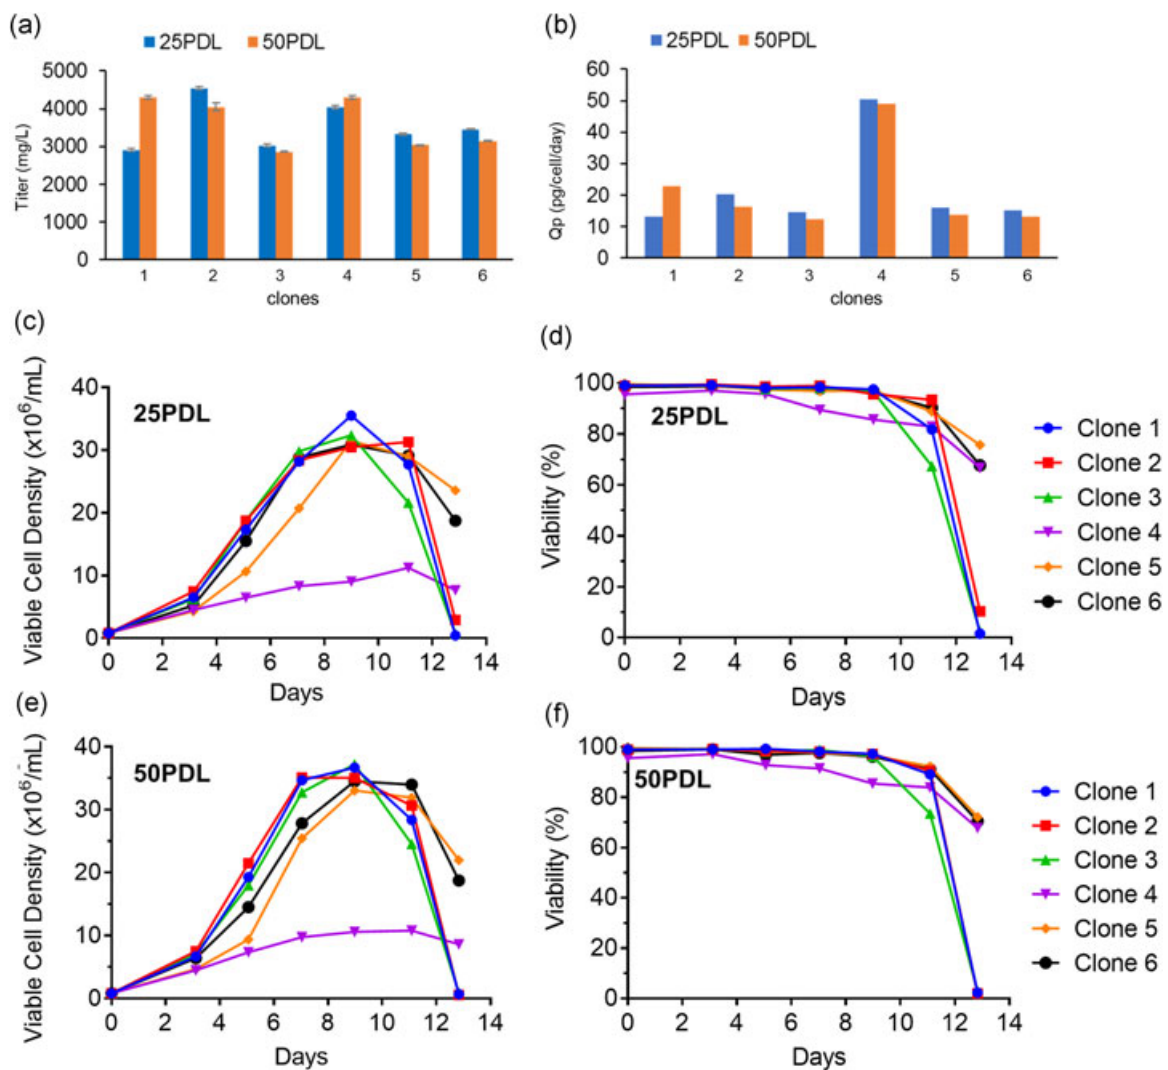 (a)
25PDL 50PDL
5000
4000
3000
2000
1000
0
Titer (mg/L)
1 2 3 4 5 6
clones
(b)
25PDL 50PDL
60
50
40
30
20
10
0
Qp (pg/cell/day)
1 2 3 4 5 6
clones
(c)
25PDL
40
30
20
10
0
Viable Cell Density (x10⁶/mL)
0 2 4 6 8 10 12 14
Days
(d)
25PDL
100
80
60
40
20
0
Viability (%)
0 2 4 6 8 10 12 14
Days
Clone 1
Clone 2
Clone 3
Clone 4
Clone 5
Clone 6
(e)
50PDL
40
30
20
10
0
Viable Cell Density (x10⁶/mL)
0 2 4 6 8 10 12 14
Days
(f)
50PDL
100
80
60
40
20
0
Viability (%)
0 2 4 6 8 10 12 14
Days
Clone 1
Clone 2
Clone 3
Clone 4
Clone 5
Clone 6